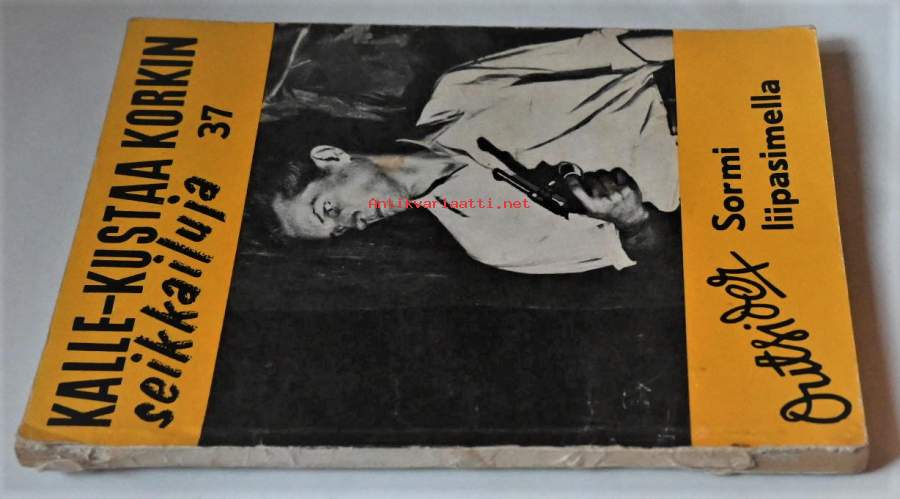 KALLE-KUSTAA KORKIN
seikkailuja 37
Antikvariaatti.net
Outsider
Sormi
liipasimella